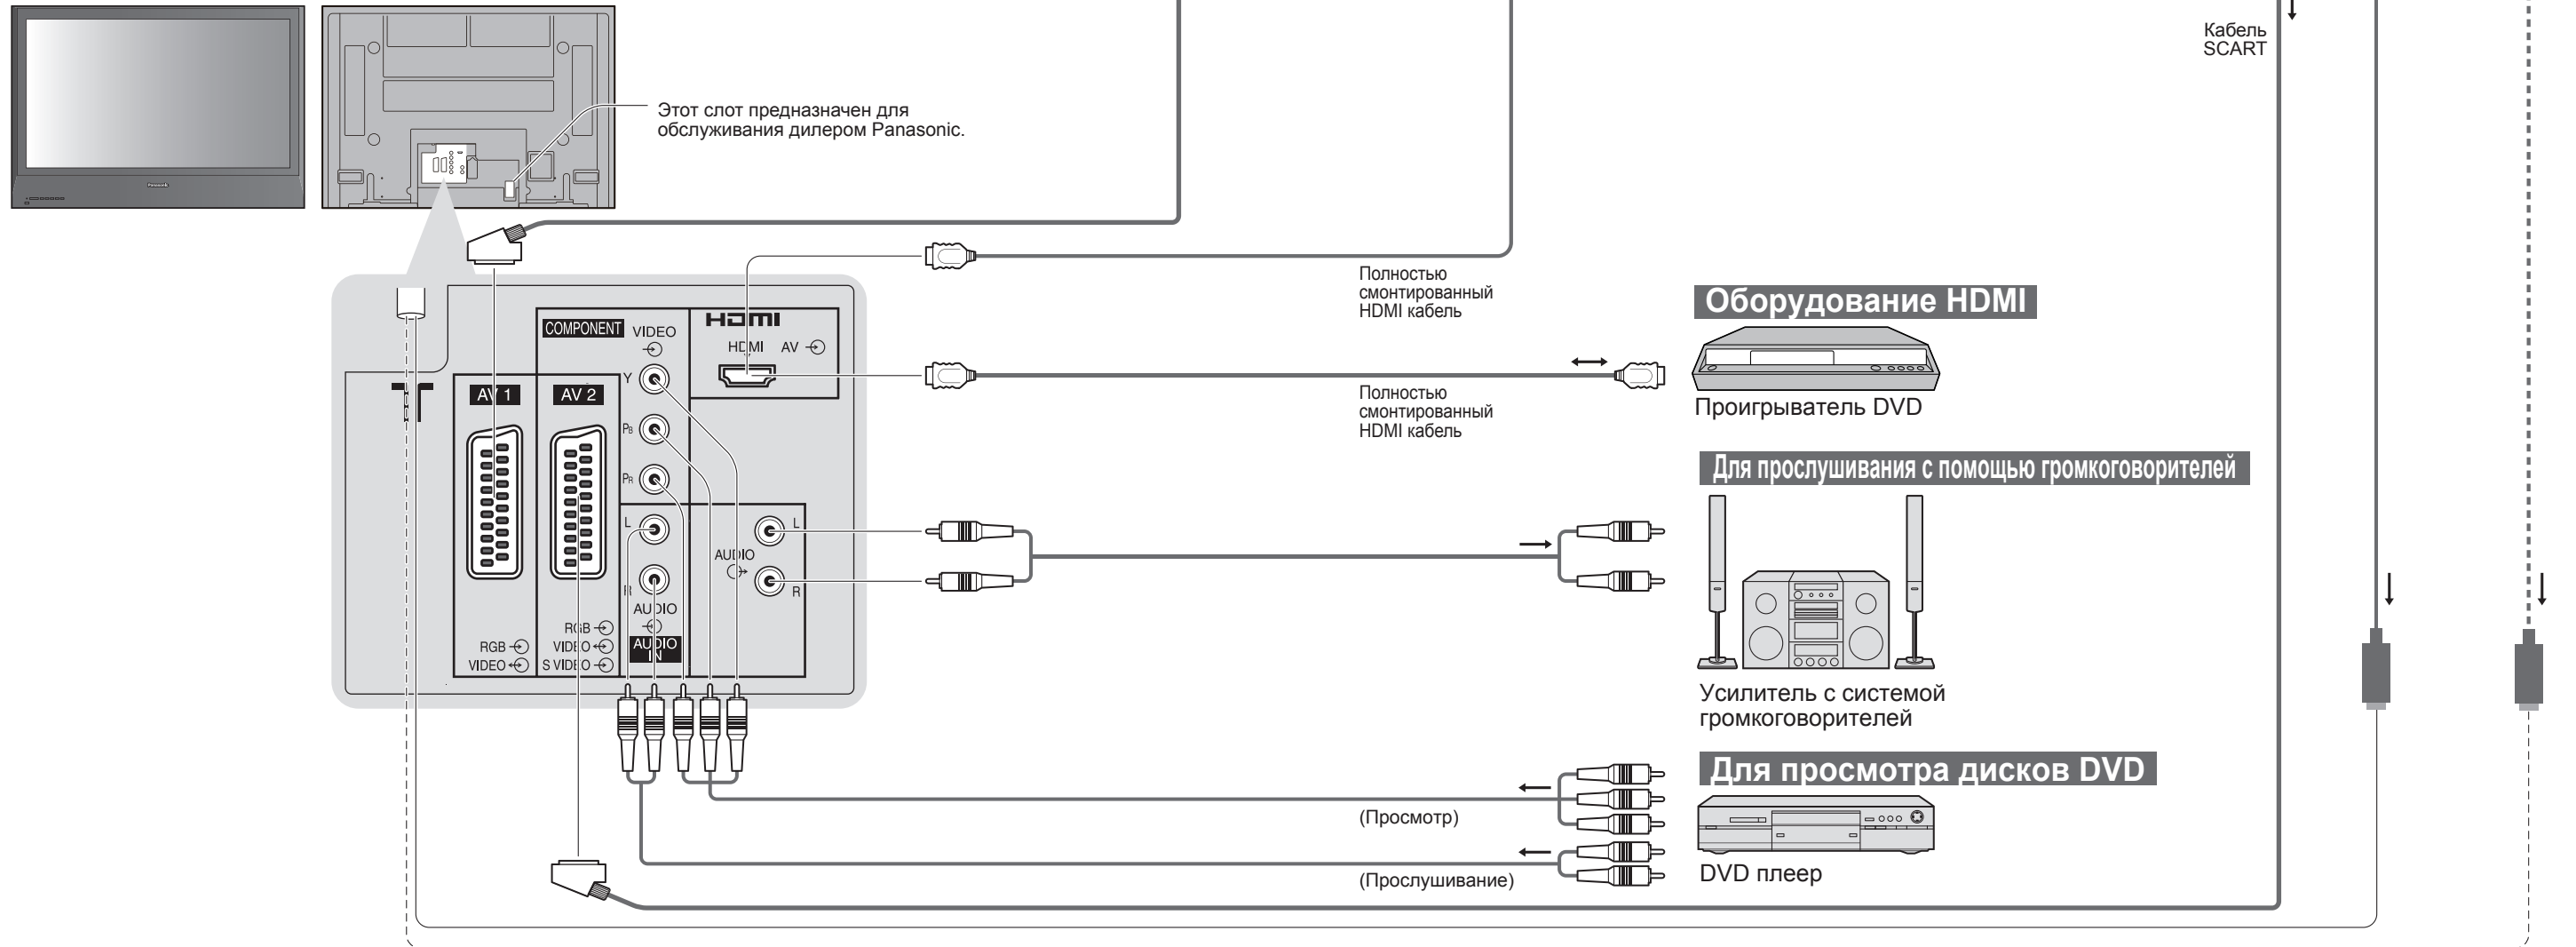 Кабель
SCART
Этот слот предназначен для
обслуживания дилером Panasonic.
Panasonic
Полностью
смонтированный
HDMI кабель
Оборудование HDMI
COMPONENT VIDEO
HDMI
HDMI AV
Y
AV 1
AV 2
Полностью
смонтированный
HDMI кабель
Проигрыватель DVD
PB
Для прослушивания с помощью громкоговорителей
PR
L
L
AUDIO
R
R
AUDIO
RGB
AUDIO
IN
RGB
VIDEO
VIDEO
S VIDEO
Усилитель с системой
громкоговорителей
Для просмотра дисков DVD
(Просмотр)
(Прослушивание)
DVD плеер